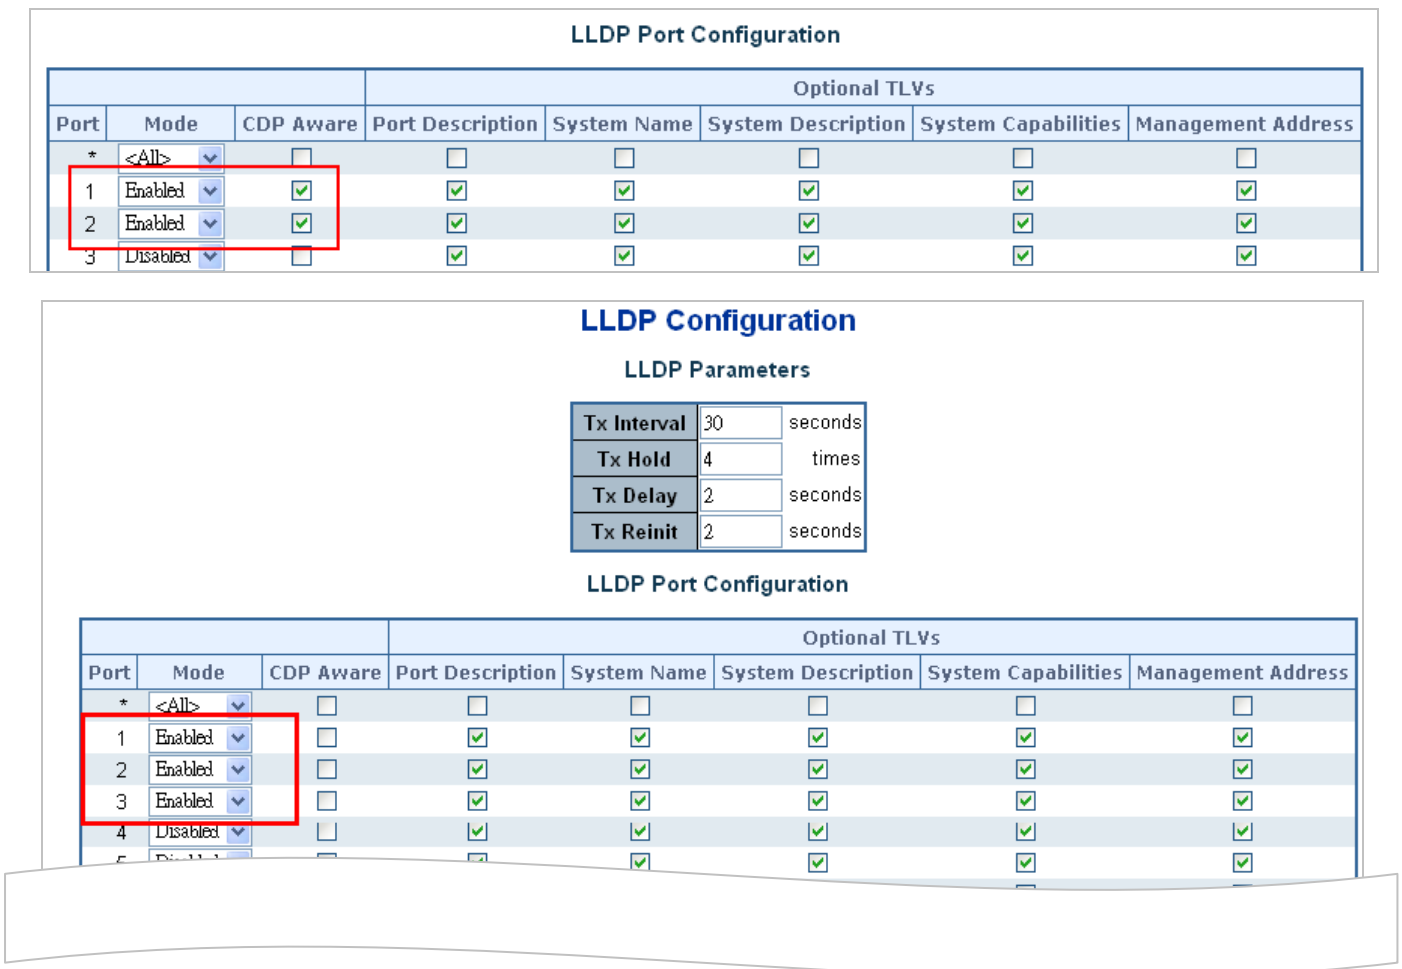 LLDP Port Configuration
Optional TLVs
Port Mode CDP Aware Port Description System Name System Description System Capabilities Management Address
* <All>
1 Enabled
2 Enabled
3 Disabled
LLDP Configuration
LLDP Parameters
Tx Interval 30 seconds
Tx Hold 4 times
Tx Delay 2 seconds
Tx Reinit 2 seconds
LLDP Port Configuration
Optional TLVs
Port Mode CDP Aware Port Description System Name System Description System Capabilities Management Address
* <All>
1 Enabled
2 Enabled
3 Enabled
4 Disabled